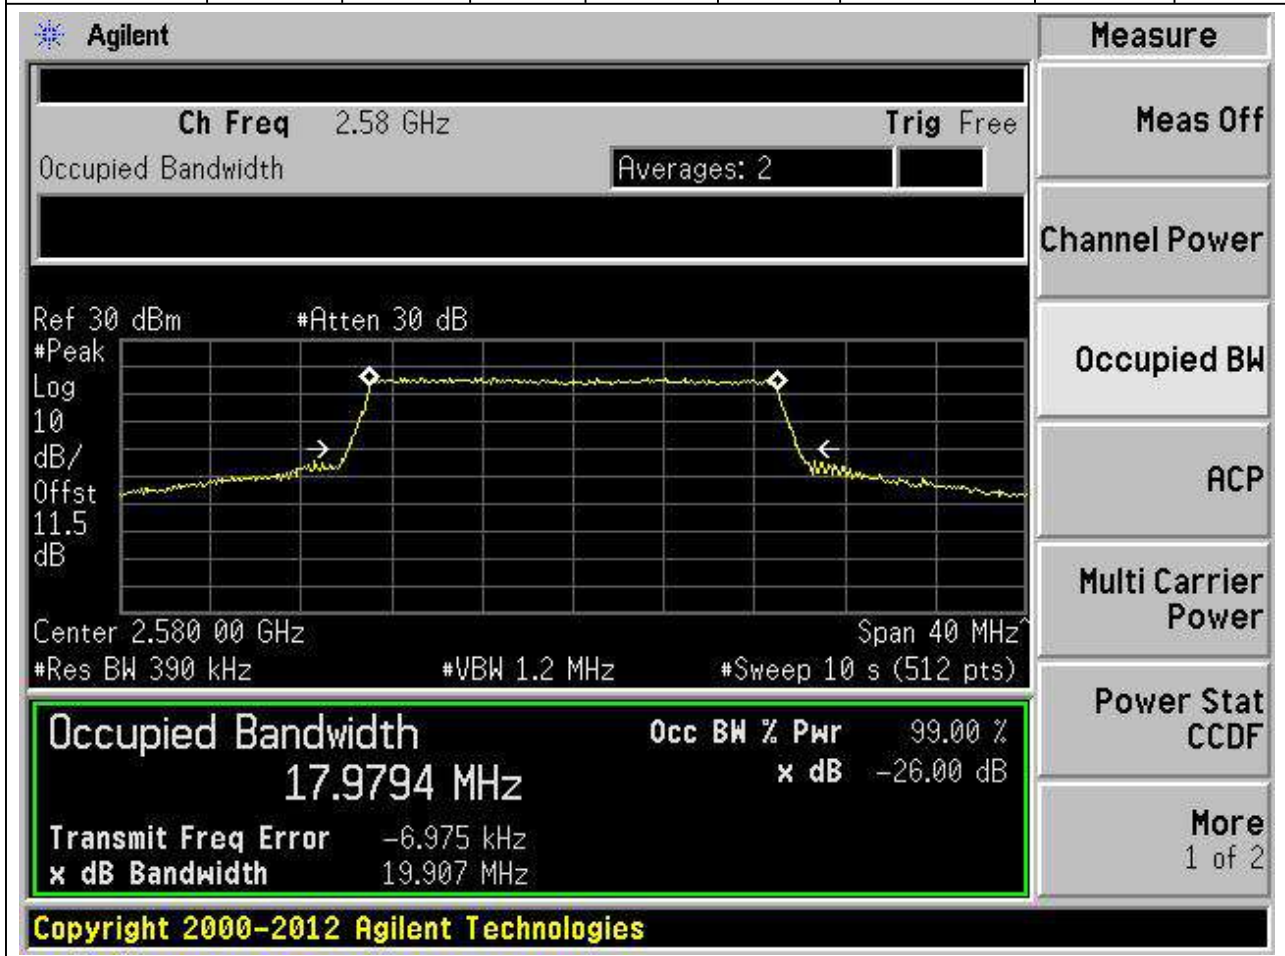 Agilent
Measure
Ch Freq 2.58 GHz Trig Free
Occupied Bandwidth Averages: 2
Meas Off
Channel Power
Occupied BW
ACP
Multi Carrier
Power
Power Stat
CCDF
More
1 of 2
Ref 30 dBm #Atten 30 dB
#Peak
Log
10
dB/
Offst
11.5
dB
Center 2.580 00 GHz Span 40 MHz^
#Res BW 390 kHz #VBW 1.2 MHz #Sweep 10 s (512 pts)
Occupied Bandwidth Occ BW % Pwr 99.00 %
17.9794 MHz x dB -26.00 dB
Transmit Freq Error -6.975 kHz
x dB Bandwidth 19.907 MHz
Copyright 2000-2012 Agilent Technologies